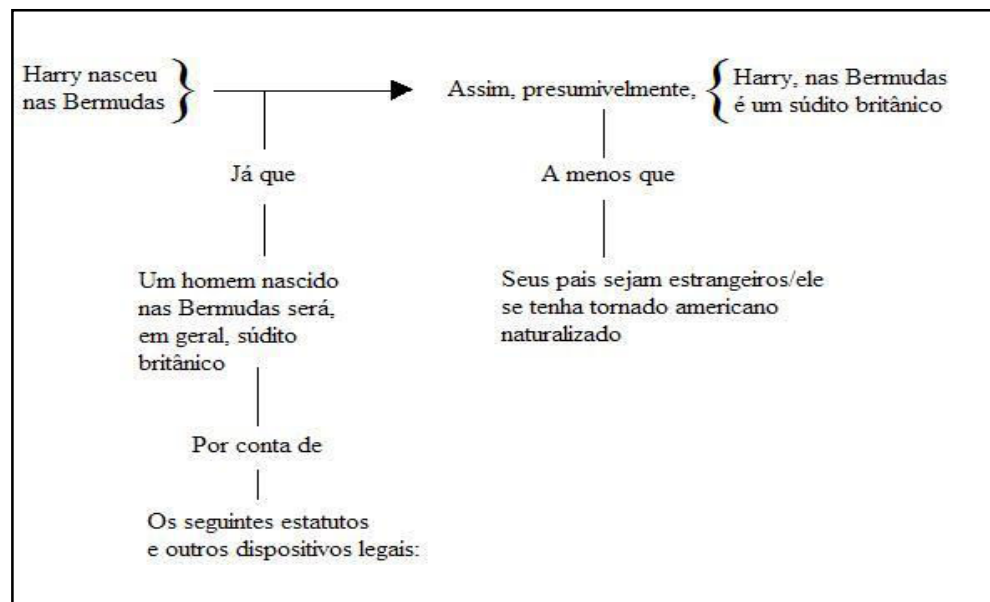 Harry nasceu
nas Bermudas
Assim, presumivelmente,
Harry, nas Bermudas
é um súdito britânico
Já que
A menos que
Um homem nascido
nas Bermudas será,
em geral, súdito
britânico
Seus pais sejam estrangeiros/ele
se tenha tornado americano
naturalizado
Por conta de
Os seguintes estatutos
e outros dispositivos legais: